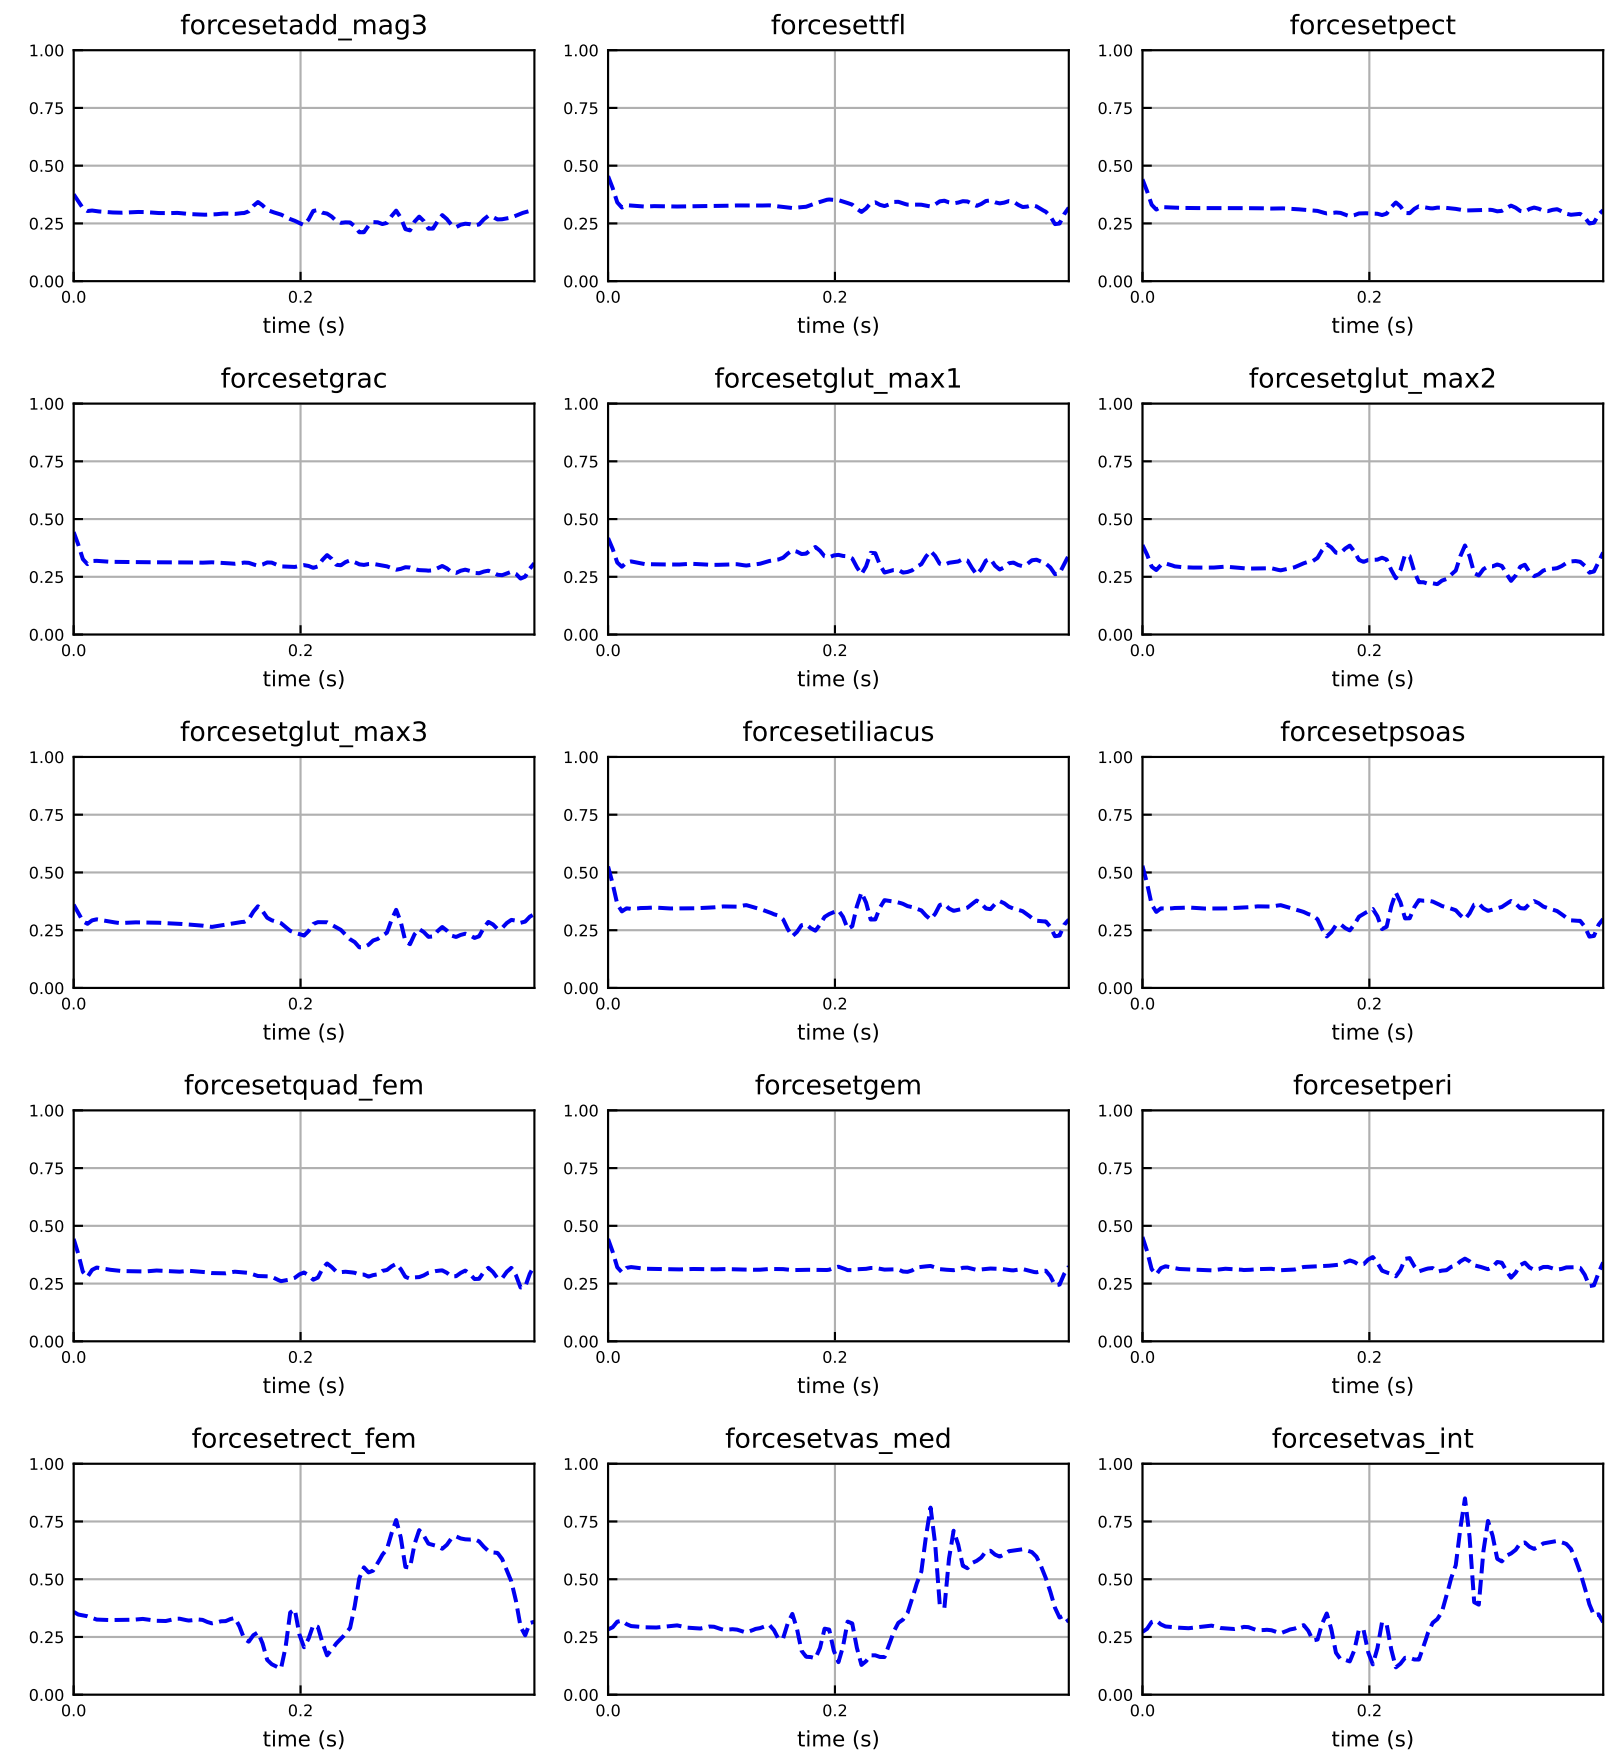 forcesetadd_mag3 forcesettfl forcesetpect
1.00 1.00 1.00
0.75 0.75 0.75
0.50 0.50 0.50
0.25 0.25 0.25
0.00 0.00 0.00
0.0 0.2 0.0 0.2 0.0 0.2
time (s) time (s) time (s)
forcesetgrac forcesetglut_max1 forcesetglut_max2
1.00 1.00 1.00
0.75 0.75 0.75
0.50 0.50 0.50
0.25 0.25 0.25
0.00 0.00 0.00
0.0 0.2 0.0 0.2 0.0 0.2
time (s) time (s) time (s)
forcesetglut_max3 forcesetiliacus forcesetpsoas
1.00 1.00 1.00
0.75 0.75 0.75
0.50 0.50 0.50
0.25 0.25 0.25
0.00 0.00 0.00
0.0 0.2 0.0 0.2 0.0 0.2
time (s) time (s) time (s)
forcesetquad_fem forcesetgem forcesetperi
1.00 1.00 1.00
0.75 0.75 0.75
0.50 0.50 0.50
0.25 0.25 0.25
0.00 0.00 0.00
0.0 0.2 0.0 0.2 0.0 0.2
time (s) time (s) time (s)
forcesetrect_fem forcesetvas_med forcesetvas_int
1.00 1.00 1.00
0.75 0.75 0.75
0.50 0.50 0.50
0.25 0.25 0.25
0.00 0.00 0.00
0.0 0.2 0.0 0.2 0.0 0.2
time (s) time (s) time (s)